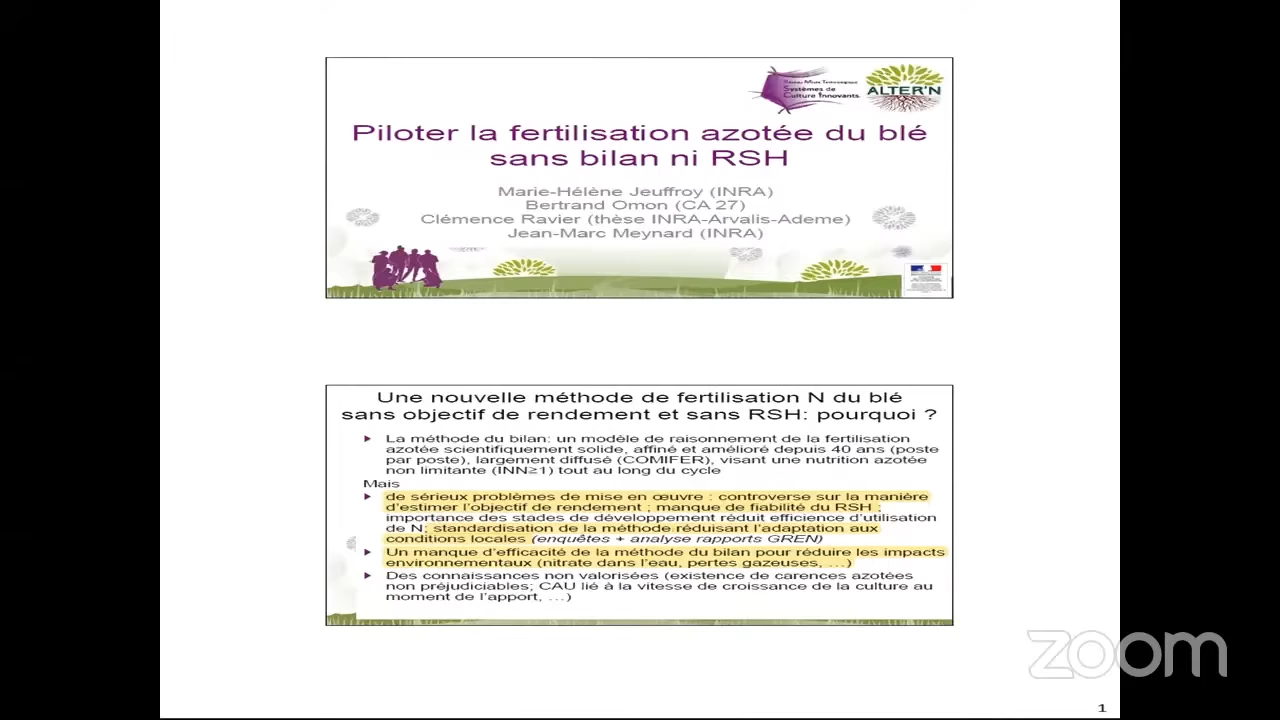 Réseau Mixte Technologique
Systèmes de
Culture Innovants
ALTER'N
Piloter la fertilisation azotée du blé
sans bilan ni RSH
Marie-Hélène Jeuffroy (INRA)
Bertrand Omon (CA 27)
Clémence Ravier (thèse INRA-Arvalis-Ademe)
Jean-Marc Meynard (INRA)
Une nouvelle méthode de fertilisation N du blé
sans objectif de rendement et sans RSH: pourquoi ?
La méthode du bilan: un modèle de raisonnement de la fertilisation
azotée scientifiquement solide, affiné et amélioré depuis 40 ans (poste
par poste), largement diffusé (COMIFER), visant une nutrition azotée
non limitante (INN≥1) tout au long du cycle
Mais
de sérieux problèmes de mise en œuvre : controverse sur la manière
d'estimer l'objectif de rendement ; manque de fiabilité du RSH ;
importance des stades de développement réduit efficience d'utilisation
de N; standardisation de la méthode réduisant l'adaptation aux
conditions locales (enquêtes + analyse rapports GREN)
Un manque d'efficacité de la méthode du bilan pour réduire les impacts
environnementaux (nitrate dans l'eau, pertes gazeuses, ...)
Des connaissances non valorisées (existence de carences azotées
non préjudiciables; CAU lié à la vitesse de croissance de la culture au
moment de l'apport, ...)
zoom
1